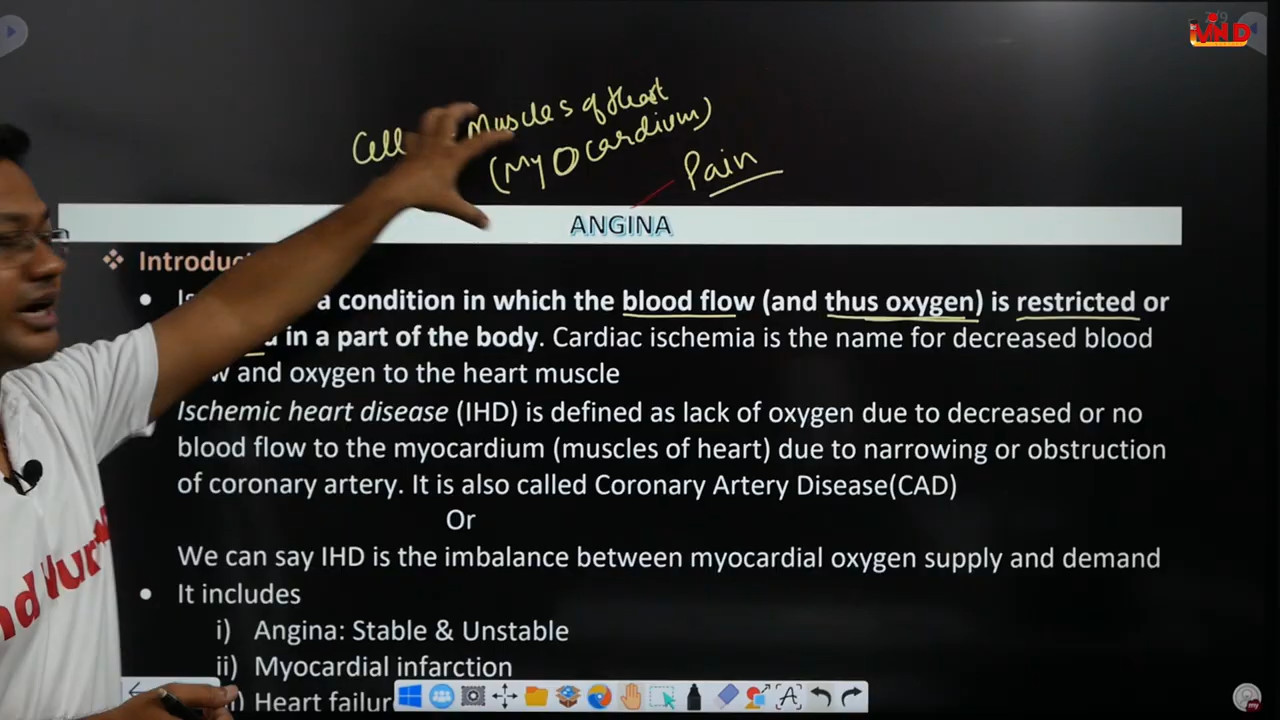 Cell Muscles of Heart
(Myocardium)
Pain
ANGINA
❖ Introduc
• Is a condition in which the blood flow (and thus oxygen) is restricted or
in a part of the body. Cardiac ischemia is the name for decreased blood
w and oxygen to the heart muscle
Ischemic heart disease (IHD) is defined as lack of oxygen due to decreased or no
blood flow to the myocardium (muscles of heart) due to narrowing or obstruction
of coronary artery. It is also called Coronary Artery Disease(CAD)
Or
We can say IHD is the imbalance between myocardial oxygen supply and demand
• It includes
i) Angina: Stable & Unstable
ii) Myocardial infarction
) Heart failur